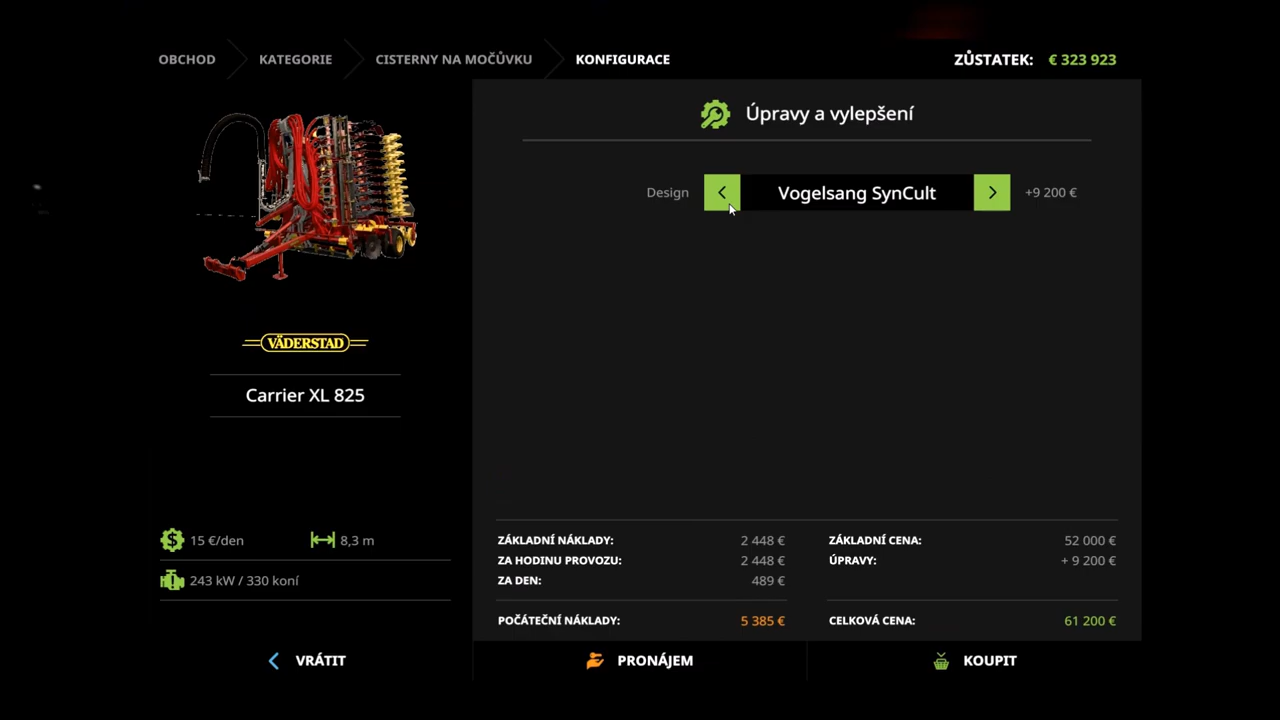 OBCHOD KATEGORIE CISTERNY NA MOČŮVKU KONFIGURACE ZŮSTATEK: € 323 923
Úpravy a vylepšení
Design Vogelsang SynCult +9 200 €
VÄDERSTAD
Carrier XL 825
15 €/den 8,3 m
243 kW / 330 koní
ZÁKLADNÍ NÁKLADY: 2 448 €
ZA HODINU PROVOZU: 2 448 €
ZA DEN: 489 €
POČÁTEČNÍ NÁKLADY: 5 385 €
ZÁKLADNÍ CENA: 52 000 €
ÚPRAVY: + 9 200 €
CELKOVÁ CENA: 61 200 €
VRÁTIT PRONÁJEM KOUPIT